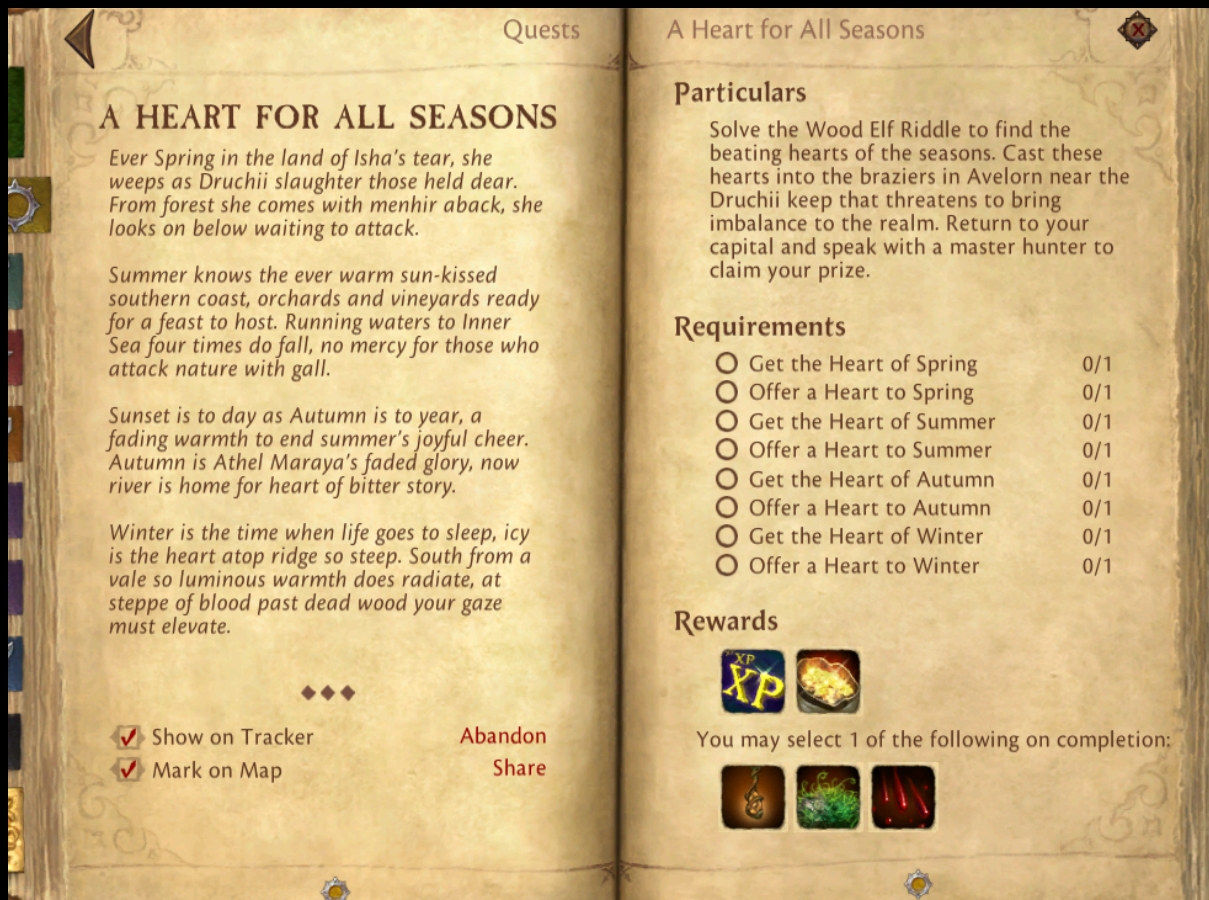 Quests
A HEART FOR ALL SEASONS
Ever Spring in the land of Isha's tear, she
weeps as Druchii slaughter those held dear.
From forest she comes with menhir aback, she
looks on below waiting to attack.
Summer knows the ever warm sun-kissed
southern coast, orchards and vineyards ready
for a feast to host. Running waters to Inner
Sea four times do fall, no mercy for those who
attack nature with gall.
Sunset is to day as Autumn is to year, a
fading warmth to end summer's joyful cheer.
Autumn is Athel Maraya's faded glory, now
river is home for heart of bitter story.
Winter is the time when life goes to sleep, icy
is the heart atop ridge so steep. South from a
vale so luminous warmth does radiate, at
steppe of blood past dead wood your gaze
must elevate.
Show on Tracker
Abandon
Mark on Map
Share
A Heart for All Seasons
Particulars
Solve the Wood Elf Riddle to find the
beating hearts of the seasons. Cast these
hearts into the braziers in Avelorn near the
Druchii keep that threatens to bring
imbalance to the realm. Return to your
capital and speak with a master hunter to
claim your prize.
Requirements
Get the Heart of Spring 0/1
Offer a Heart to Spring 0/1
Get the Heart of Summer 0/1
Offer a Heart to Summer 0/1
Get the Heart of Autumn 0/1
Offer a Heart to Autumn 0/1
Get the Heart of Winter 0/1
Offer a Heart to Winter 0/1
Rewards
XP
XP
You may select 1 of the following on completion: